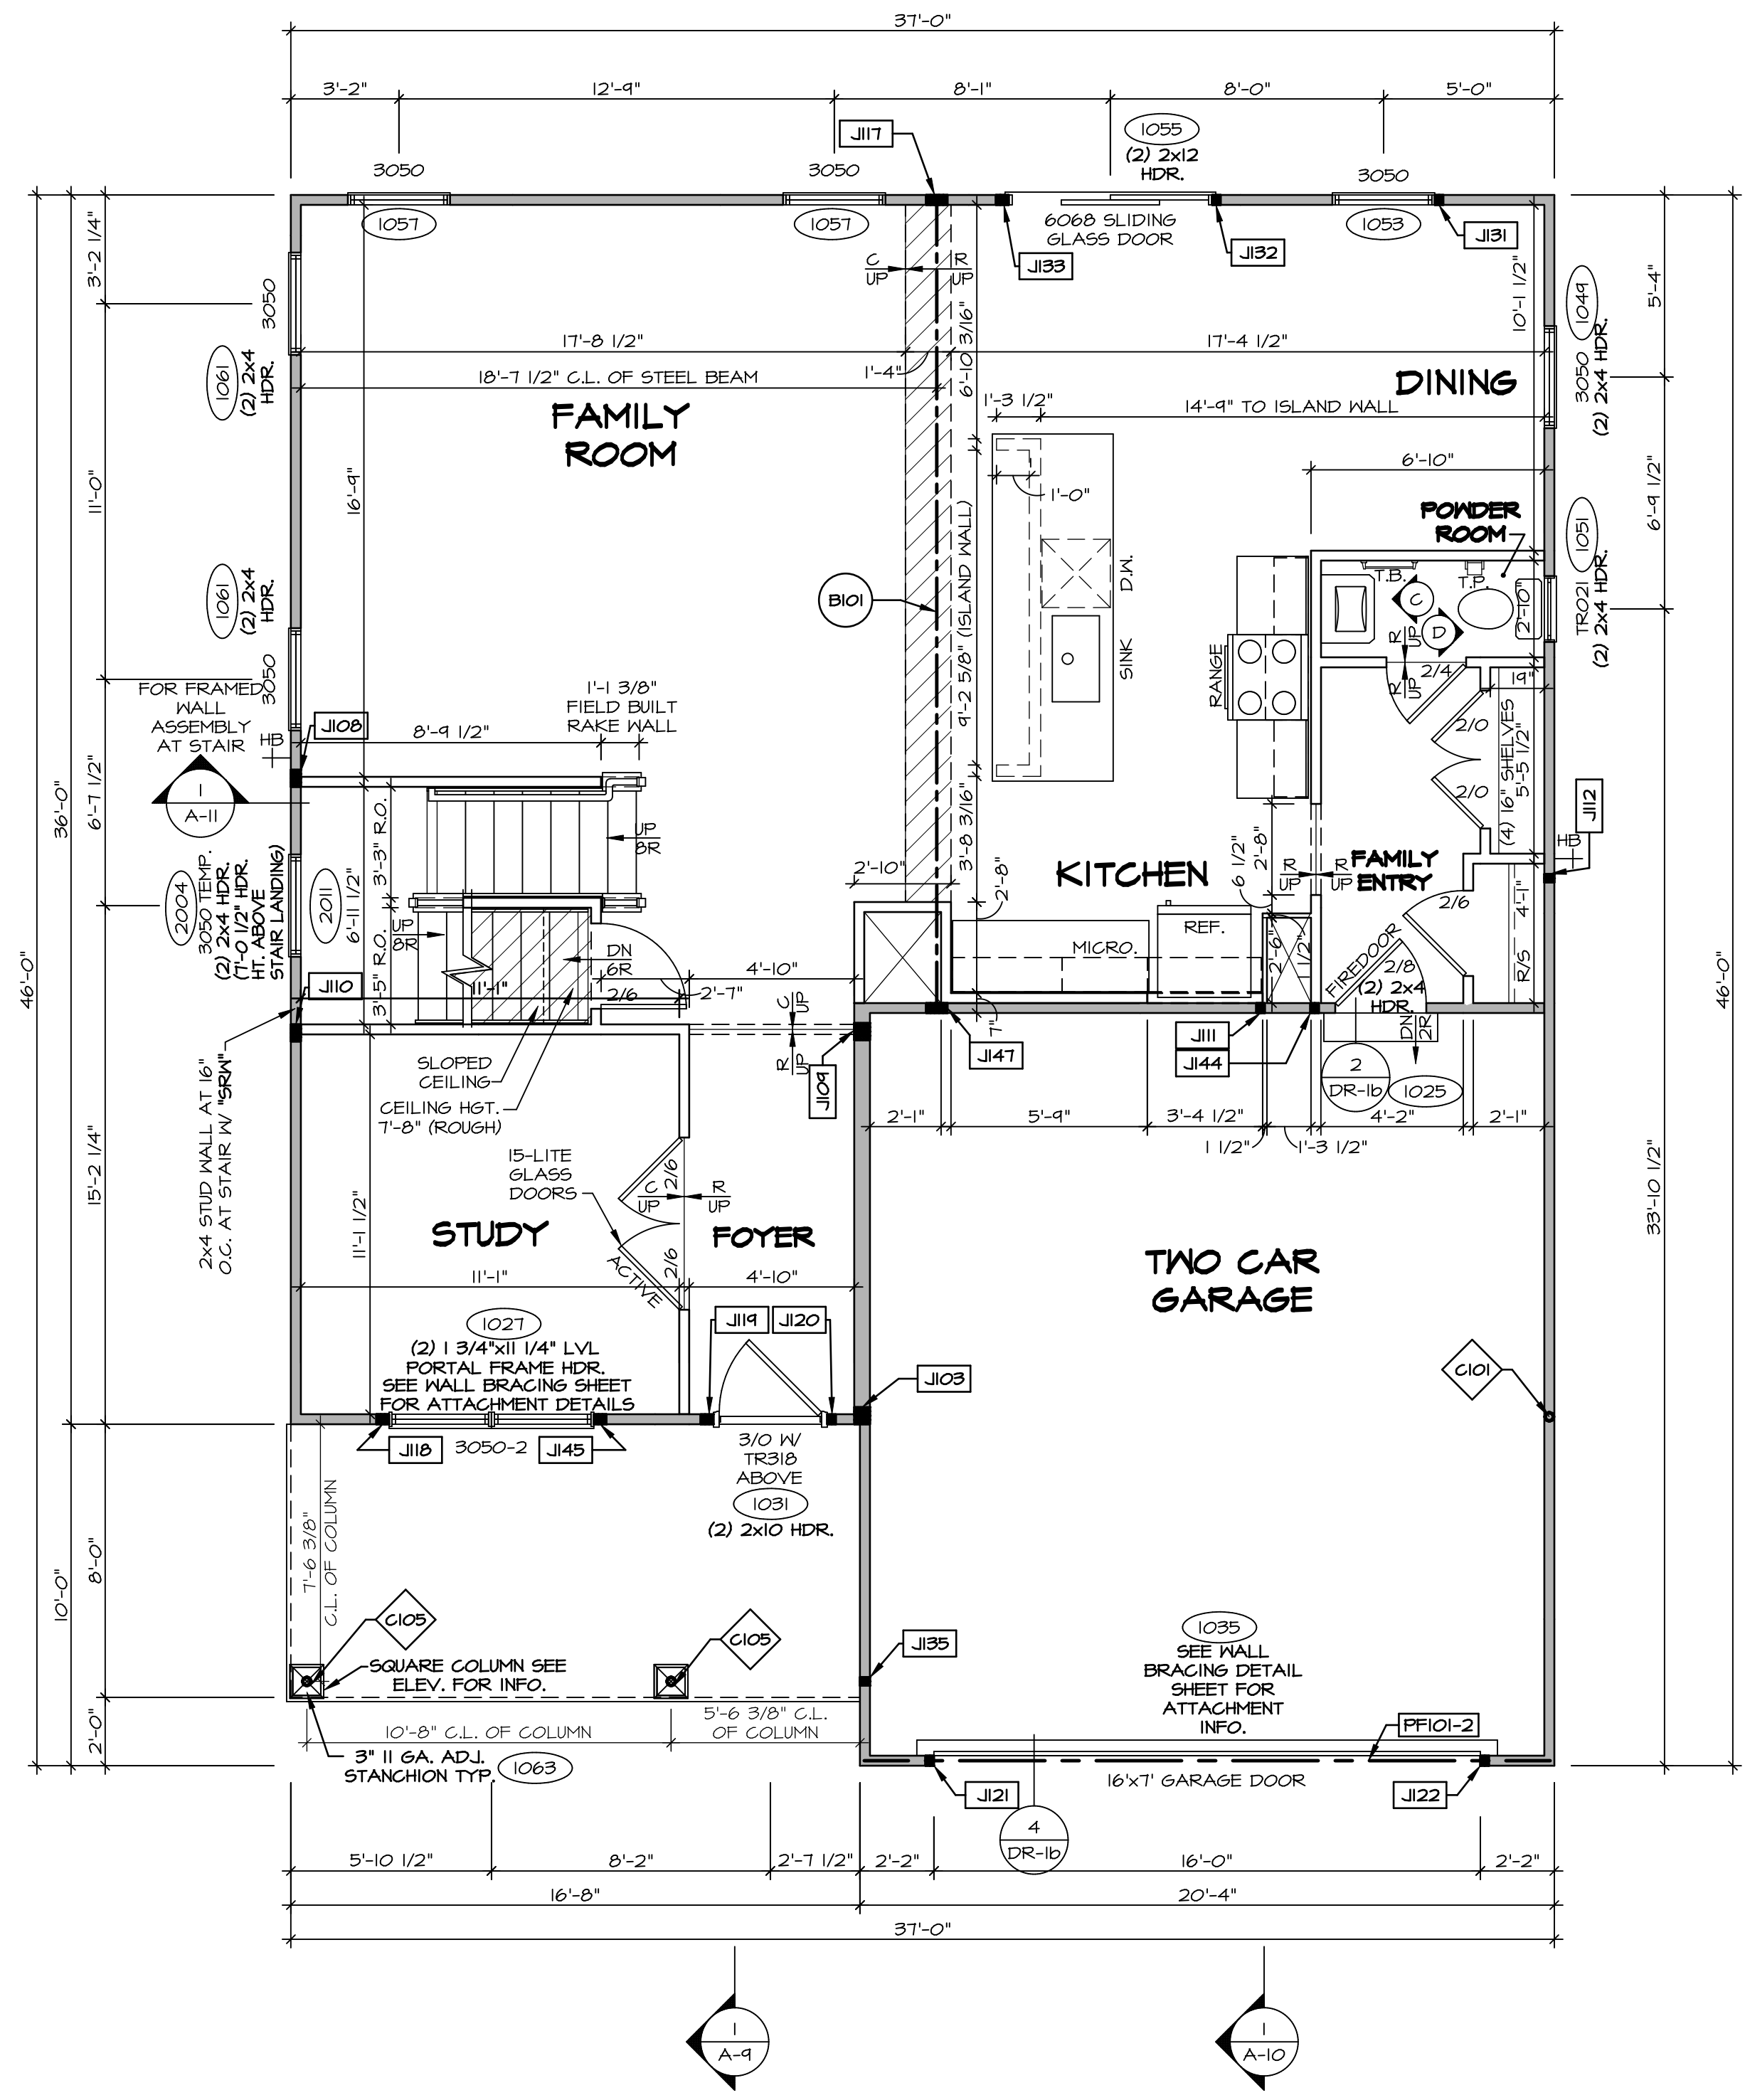 37'-0"
3'-2"
12'-9"
8'-1"
8'-0"
5'-0"
J117
1055
(2) 2x12
HDR.
3050
3050
3050
1057
1057
6068 SLIDING
GLASS DOOR
1053
J131
J133
J132
C
UP
R
UP
3'-2 1/4"
3050
1061
(2) 2x4
HDR.
17'-8 1/2"
1'-4"
17'-4 1/2"
18'-7 1/2" C.L. OF STEEL BEAM
6'-10 3/16"
10'-1 1/2"
5'-4"
1049
3050
(2) 2x4 HDR.
FAMILY
ROOM
DINING
1'-3 1/2"
14'-9" TO ISLAND WALL
6'-10"
1'-0"
16'-9"
11'-0"
POWDER
ROOM
6'-9 1/2"
1051
TR021
(2) 2x4 HDR.
1061
(2) 2x4
HDR.
3050
B101
9'-2 5/8" (ISLAND WALL)
D.W.
SINK
RANGE
T.B.
T.P.
C
D
2'-10"
R
UP
R
UP
2/4
19"
FOR FRAMED
WALL
ASSEMBLY
AT STAIR
HB
J108
8'-9 1/2"
1'-1 3/8"
FIELD BUILT
RAKE WALL
2/0
2/0
(4) 16" SHELVES
5'-5 1/2"
J112
HB
1
A-11
36'-0"
6'-7 1/2"
3'-3" R.O.
UP
8R
3'-8 3/16"
2'-10"
2'-8"
KITCHEN
6 1/2"
2'-8"
R
UP
R
UP
FAMILY
ENTRY
2/6
4'-1"
R/S
2004
3050 TEMP.
(2) 2x4 HDR.
(7'-0 1/2" HDR.
HT. ABOVE
STAIR LANDING)
2011
6'-11 1/2"
3'-5" R.O.
UP
8R
DN
6R
2/6
11'-1"
4'-10"
2'-7"
MICRO.
REF.
2'-6"
1/2"
FIREDOOR
2/8
(2) 2x4
HDR.
46'-0"
46'-0"
J110
C
UP
R
UP
J109
7"
J147
J111
J144
DN
2R
2
DR-1b
1025
2x4 STUD WALL AT 16"
O.C. AT STAIR W/ "SRW"
SLOPED
CEILING
CEILING HGT.
7'-8" (ROUGH)
2'-1"
5'-9"
3'-4 1/2"
1 1/2"
1'-3 1/2"
4'-2"
2'-1"
15-LITE
GLASS
DOORS
2/6
C
UP
R
UP
2/6
ACTIVE
15'-2 1/4"
11'-1 1/2"
STUDY
FOYER
33'-10 1/2"
TWO CAR
GARAGE
11'-1"
4'-10"
1027
(2) 1 3/4"x11 1/4" LVL
PORTAL FRAME HDR.
SEE WALL BRACING SHEET
FOR ATTACHMENT DETAILS
J119
J120
J103
C101
J118
3050-2
J145
3/0 W/
TR318
ABOVE
1031
(2) 2x10 HDR.
7'-6 3/8"
C.L. OF COLUMN
10'-0"
8'-0"
2'-0"
C105
C105
SQUARE COLUMN SEE
ELEV. FOR INFO.
J135
1035
SEE WALL
BRACING DETAIL
SHEET FOR
ATTACHMENT
INFO.
10'-8" C.L. OF COLUMN
5'-6 3/8" C.L.
OF COLUMN
3" 11 GA. ADJ.
STANCHION TYP.
1063
PF101-2
16'x7' GARAGE DOOR
J121
J122
4
DR-1b
5'-10 1/2"
8'-2"
2'-7 1/2"
2'-2"
16'-0"
2'-2"
16'-8"
20'-4"
37'-0"
1
A-9
1
A-10